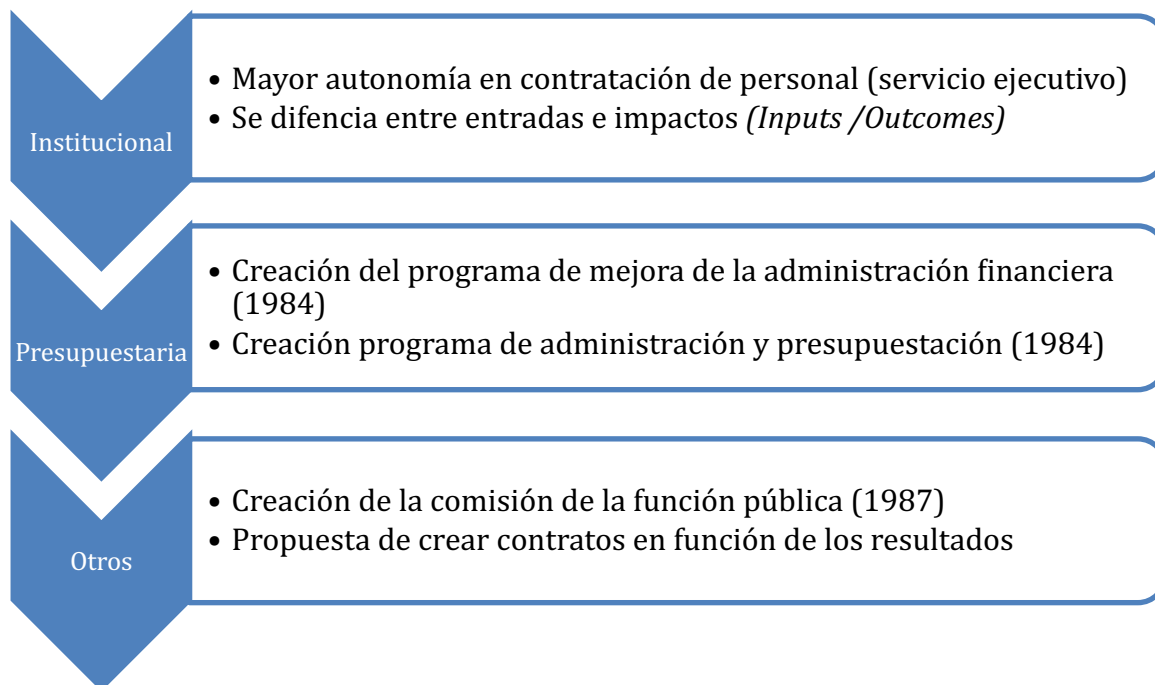 Institucional
• Mayor autonomía en contratación de personal (servicio ejecutivo)
• Se difencia entre entradas e impactos (Inputs /Outcomes)
Presupuestaria
• Creación del programa de mejora de la administración financiera
(1984)
• Creación programa de administración y presupuestación (1984)
Otros
• Creación de la comisión de la función pública (1987)
• Propuesta de crear contratos en función de los resultados